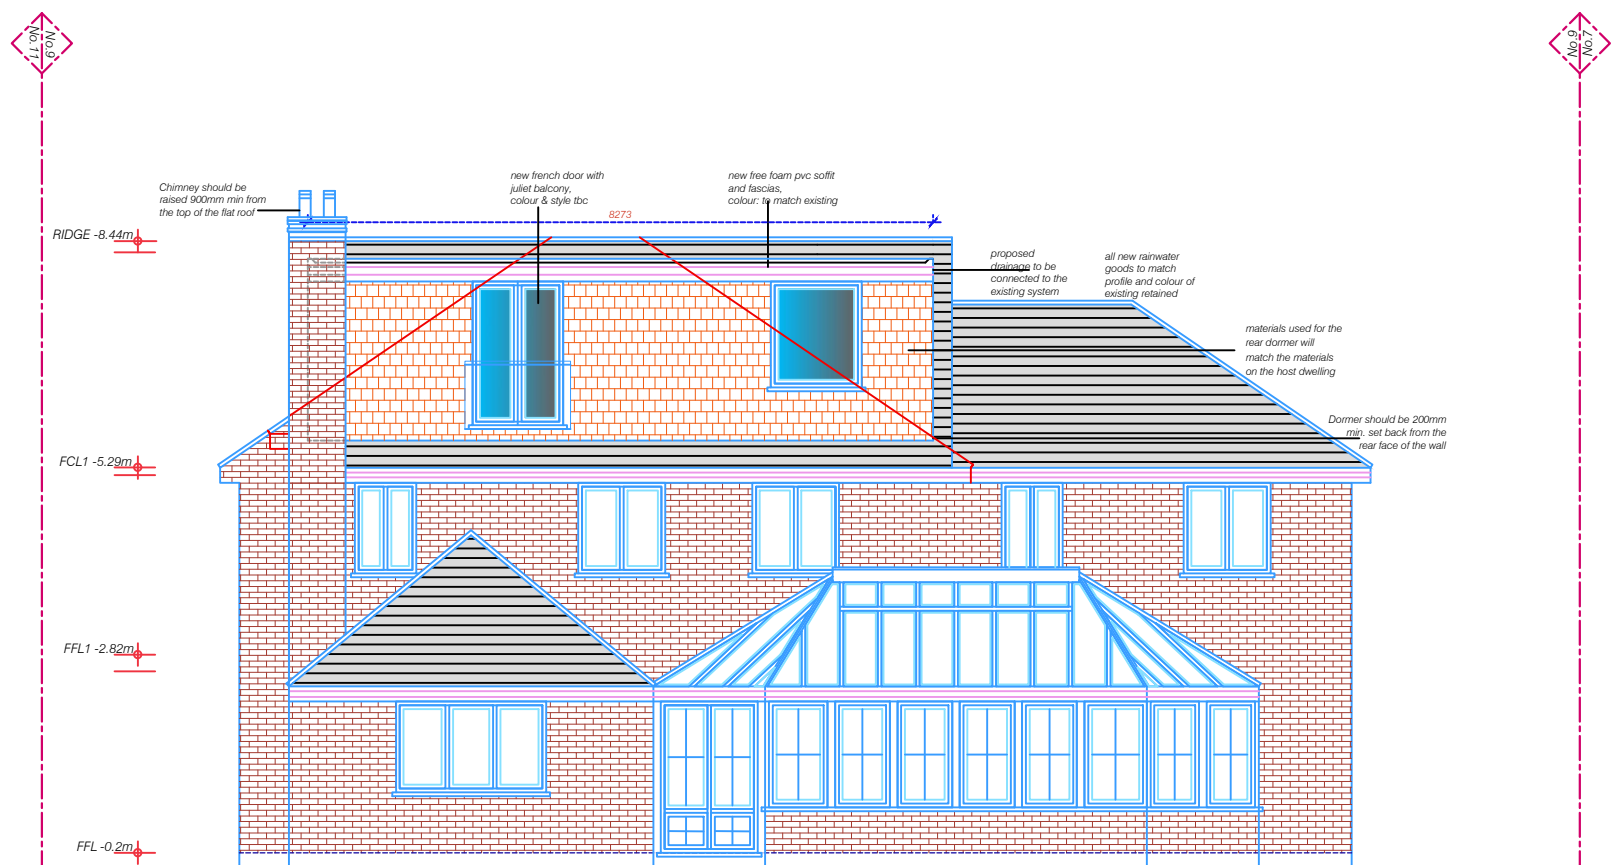 No.11
No.9
No.9
No.7
Chimney should be
raised 900mm min from
the top of the flat roof
new french door with
juliet balcony,
colour & style tbc
new free foam pvc soffit
and fascias,
colour: to match existing
8273
RIDGE -8.44m
proposed
drainage to be
connected to the
existing system
all new rainwater
goods to match
profile and colour of
existing retained
materials used for the
rear dormer will
match the materials
on the host dwelling
Dormer should be 200mm
min. set back from the
rear face of the wall
FCL1 -5.29m
FFL1 -2.82m
FFL -0.2m